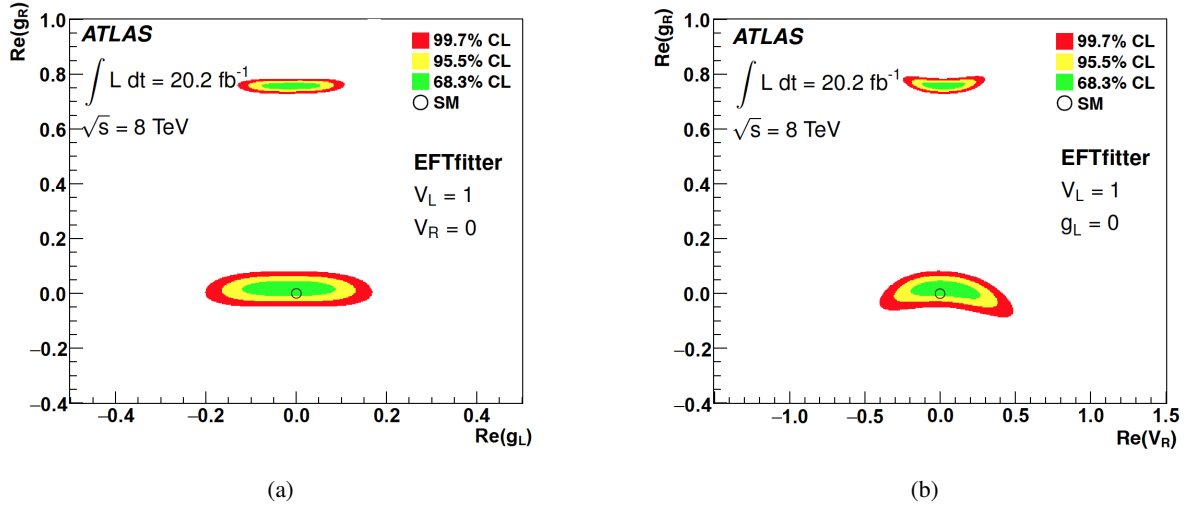 Re(g_R)
1.0
0.8
0.6
0.4
0.2
0.0
−0.2
−0.4
ATLAS
∫ L dt = 20.2 fb⁻¹
√s = 8 TeV
99.7% CL
95.5% CL
68.3% CL
SM
EFTfitter
V_L = 1
V_R = 0
−0.4 −0.2 0.0 0.2 0.4
Re(g_L)
(a)
Re(g_R)
1.0
0.8
0.6
0.4
0.2
0.0
−0.2
−0.4
ATLAS
∫ L dt = 20.2 fb⁻¹
√s = 8 TeV
99.7% CL
95.5% CL
68.3% CL
SM
EFTfitter
V_L = 1
g_L = 0
−1.0 −0.5 0.0 0.5 1.0 1.5
Re(V_R)
(b)